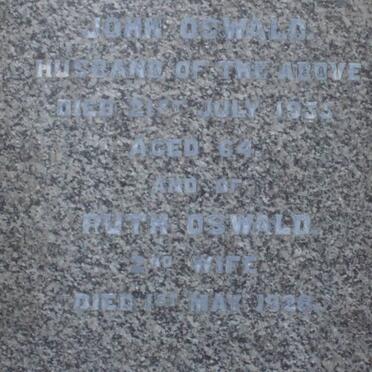 JOHN OSWALD.
HUSBAND OF THE ABOVE
DIED 21ST JULY
AGED 64.
AND OF
RUTH OSWALD.
2ND WIFE
DIED 1ST MAY 1928.